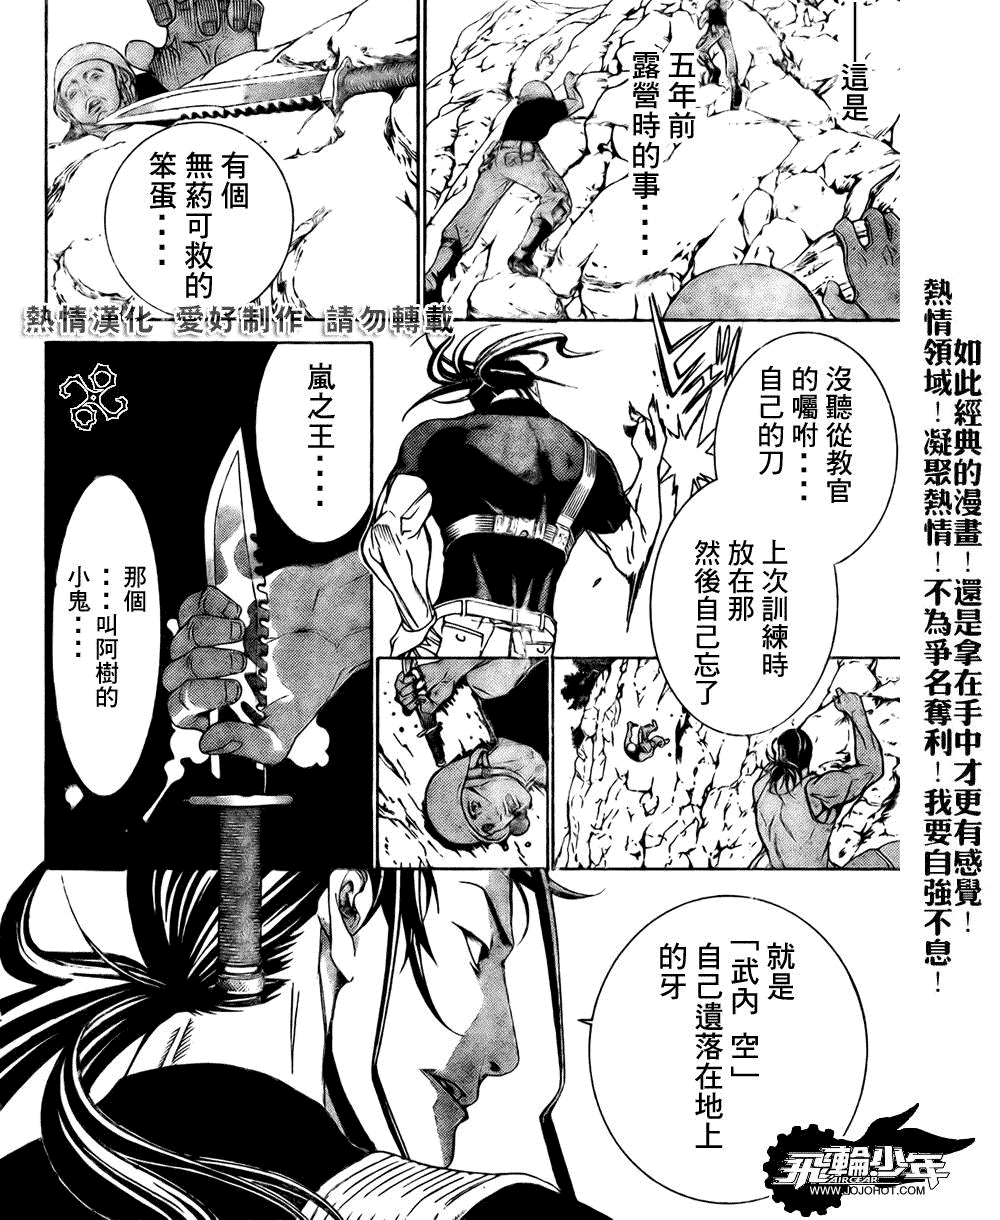 ——這是
五年前
露營時的事‥‥
有個
無葯可救的
笨蛋‥‥
沒聽從教官
的囑咐‥‥
自己的刀
上次訓練時
放在那
然後自己忘了
嵐之王‥‥
那個
‥‥叫阿樹的
小鬼‥‥
就是
「武內 空」
自己遺落在地上
的牙
熱情漢化 愛好制作 請勿轉載
如此經典的漫畫！還是拿在手中才更有感覺！
熱情領域！凝聚熱情！不為爭名奪利！我要自強不息！
飛輪少年
AIRGEAR
WWW.JOJOHOT.COM